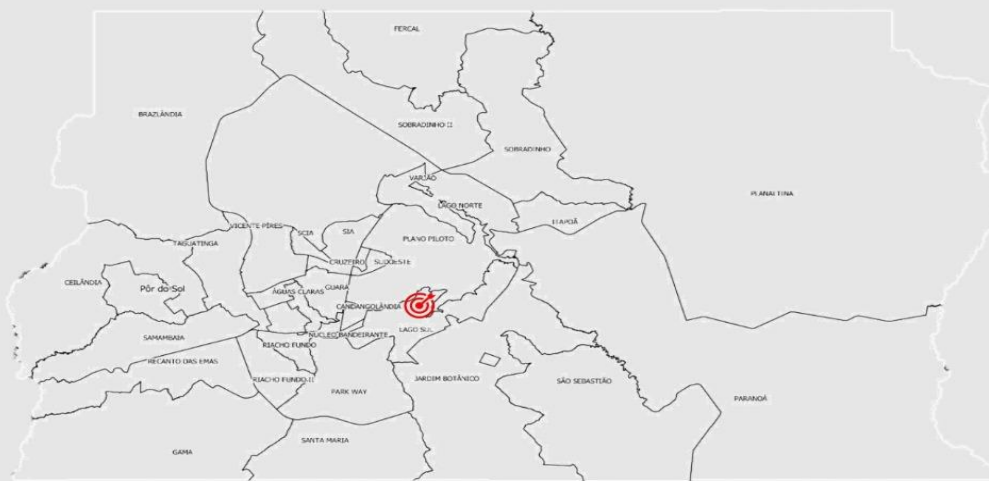 FERCAL
BRAZLÂNDIA
SOBRADINHO II
SOBRADINHO
VARJÃO
PLANALTINA
LAGO NORTE
ITAPOÃ
VICENTE PIRES
SCIA
SIA
TAGUATINGA
PLANO PILOTO
CRUZEIRO
SUDOESTE
CEILÂNDIA
Pôr do Sol
ÁGUAS CLARAS
GUARÁ
CANDANGOLÂNDIA
LAGO SUL
NUCLEO BANDEIRANTE
SAMAMBAIA
RIACHO FUNDO
RECANTO DAS EMAS
RIACHO FUNDO II
JARDIM BOTÂNICO
SÃO SEBASTIÃO
PARK WAY
PARANOÁ
SANTA MARIA
GAMA